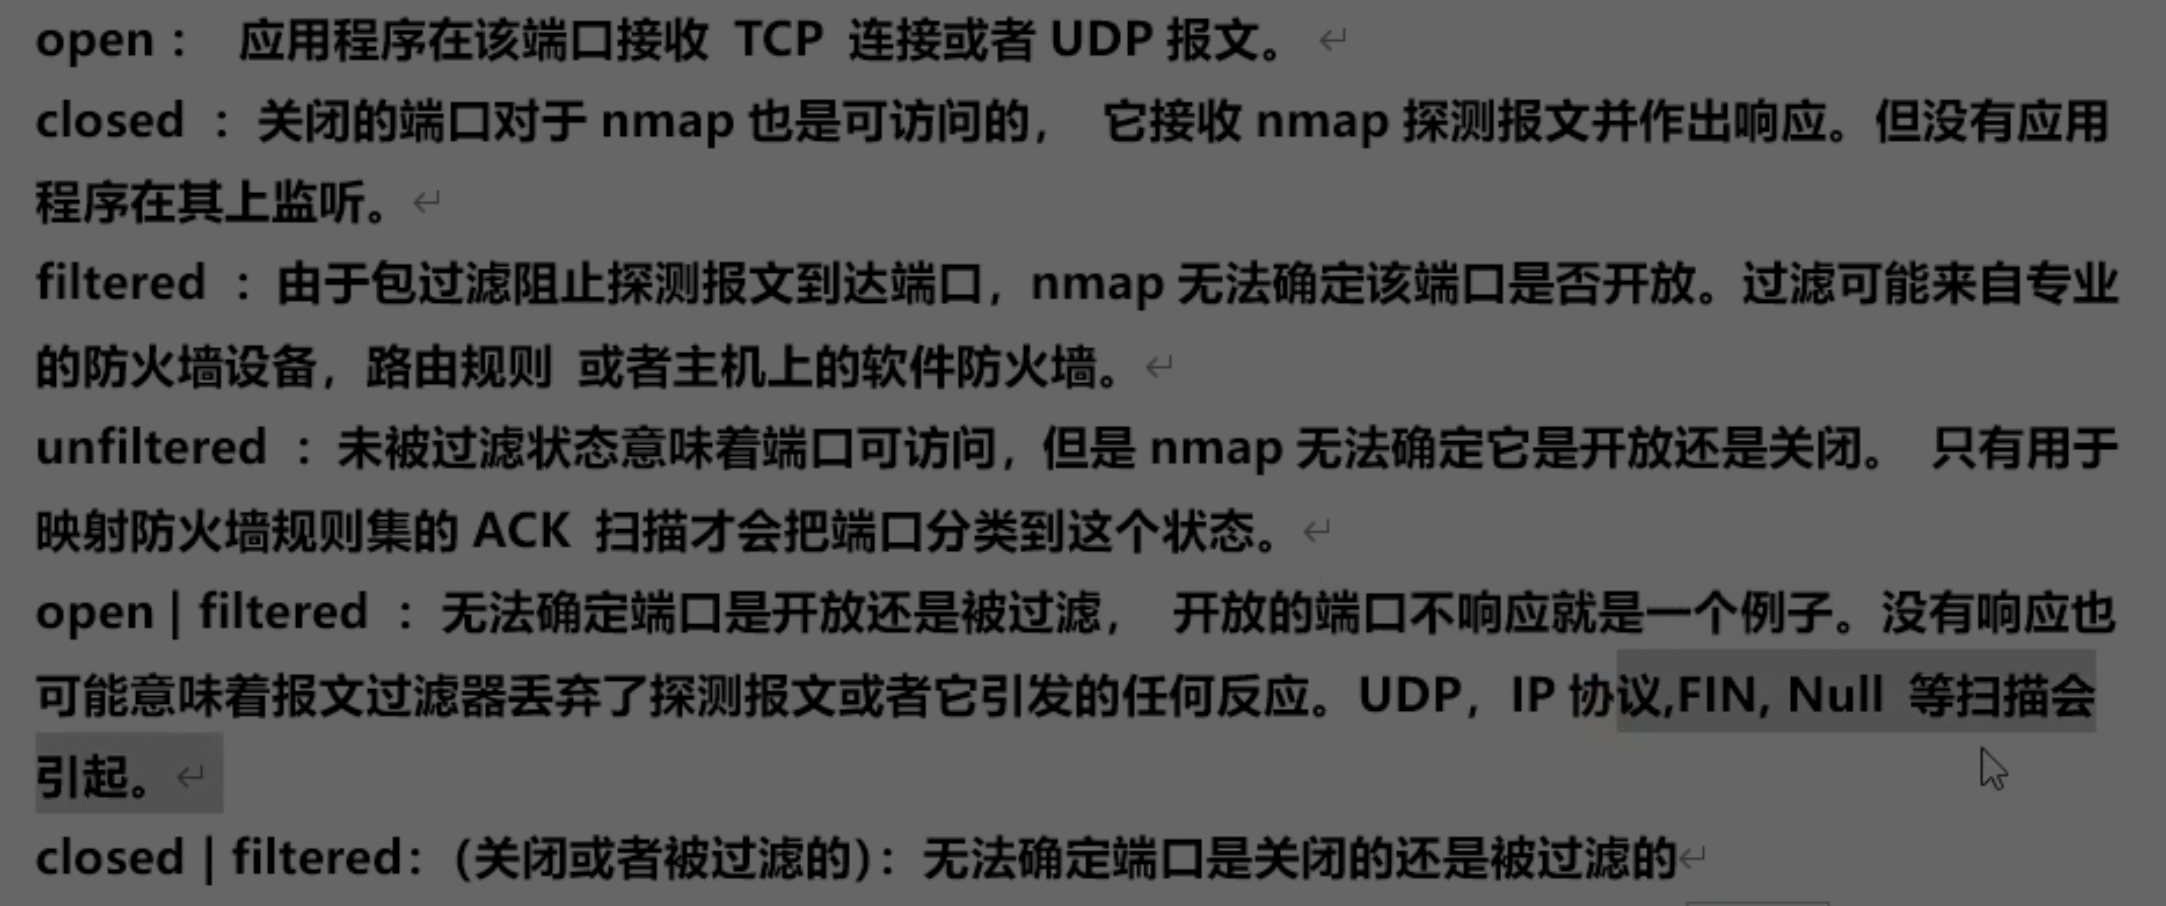 open： 应用程序在该端口接收 TCP 连接或者 UDP 报文。
closed ：关闭的端口对于 nmap 也是可访问的， 它接收 nmap 探测报文并作出响应。但没有应用
程序在其上监听。
filtered ：由于包过滤阻止探测报文到达端口，nmap 无法确定该端口是否开放。过滤可能来自专业
的防火墙设备，路由规则 或者主机上的软件防火墙。
unfiltered ：未被过滤状态意味着端口可访问，但是 nmap 无法确定它是开放还是关闭。 只有用于
映射防火墙规则集的 ACK 扫描才会把端口分类到这个状态。
open | filtered ：无法确定端口是开放还是被过滤， 开放的端口不响应就是一个例子。没有响应也
可能意味着报文过滤器丢弃了探测报文或者它引发的任何反应。UDP，IP 协议,FIN, Null 等扫描会
引起。
closed | filtered：（关闭或者被过滤的）：无法确定端口是关闭的还是被过滤的